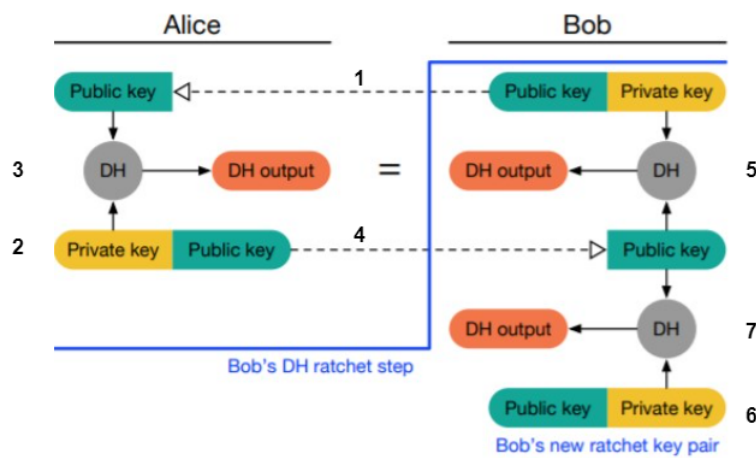 Alice Bob
1
Public key Public key Private key
3 DH DH output = DH output DH 5
2 Private key Public key 4 Public key
DH output DH 7
Bob's DH ratchet step
Public key Private key 6
Bob's new ratchet key pair